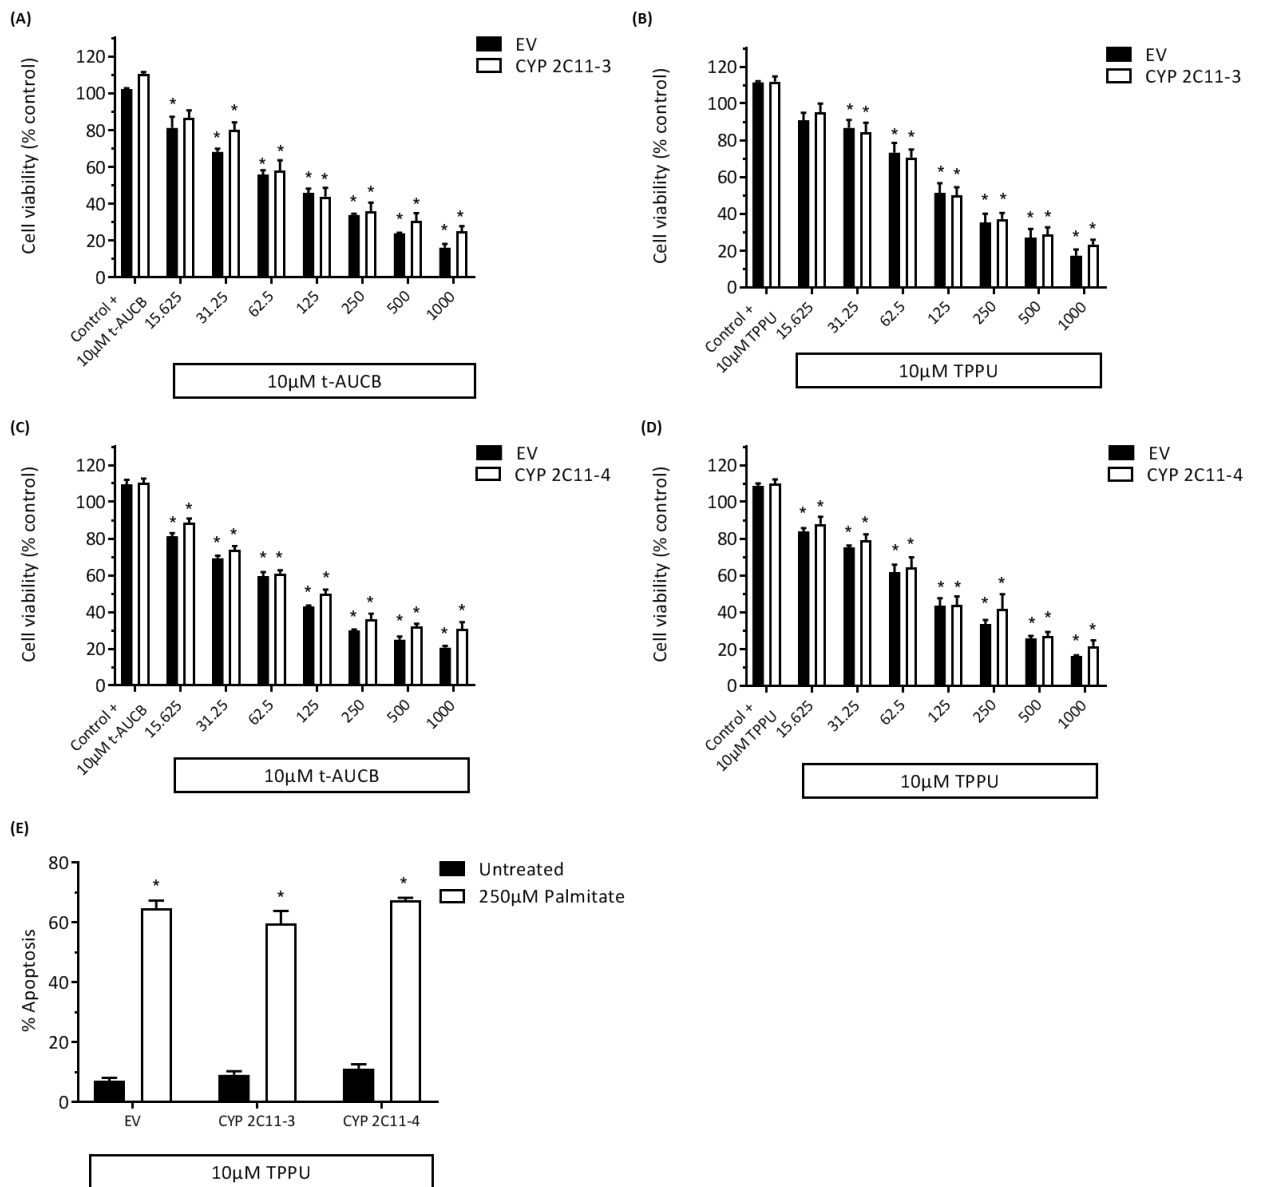 (A)
EV
CYP 2C11-3
Cell viability (% control)
120
100
80
60
40
20
0
* * * * * * * * * * * * *
Control +
10µM t-AUCB
15.625
31.25
62.5
125
250
500
1000
10µM t-AUCB
(B)
EV
CYP 2C11-3
Cell viability (% control)
120
100
80
60
40
20
0
* * * * * * * * * * * *
Control +
10µM TPPU
15.625
31.25
62.5
125
250
500
1000
10µM TPPU
(C)
EV
CYP 2C11-4
Cell viability (% control)
120
100
80
60
40
20
0
* * * * * * * * * * * * * *
Control +
10µM t-AUCB
15.625
31.25
62.5
125
250
500
1000
10µM t-AUCB
(D)
EV
CYP 2C11-4
Cell viability (% control)
120
100
80
60
40
20
0
* * * * * * * * * * * * * *
Control +
10µM TPPU
15.625
31.25
62.5
125
250
500
1000
10µM TPPU
(E)
Untreated
250µM Palmitate
% Apoptosis
80
60
40
20
0
* * *
EV
CYP 2C11-3
CYP 2C11-4
10µM TPPU